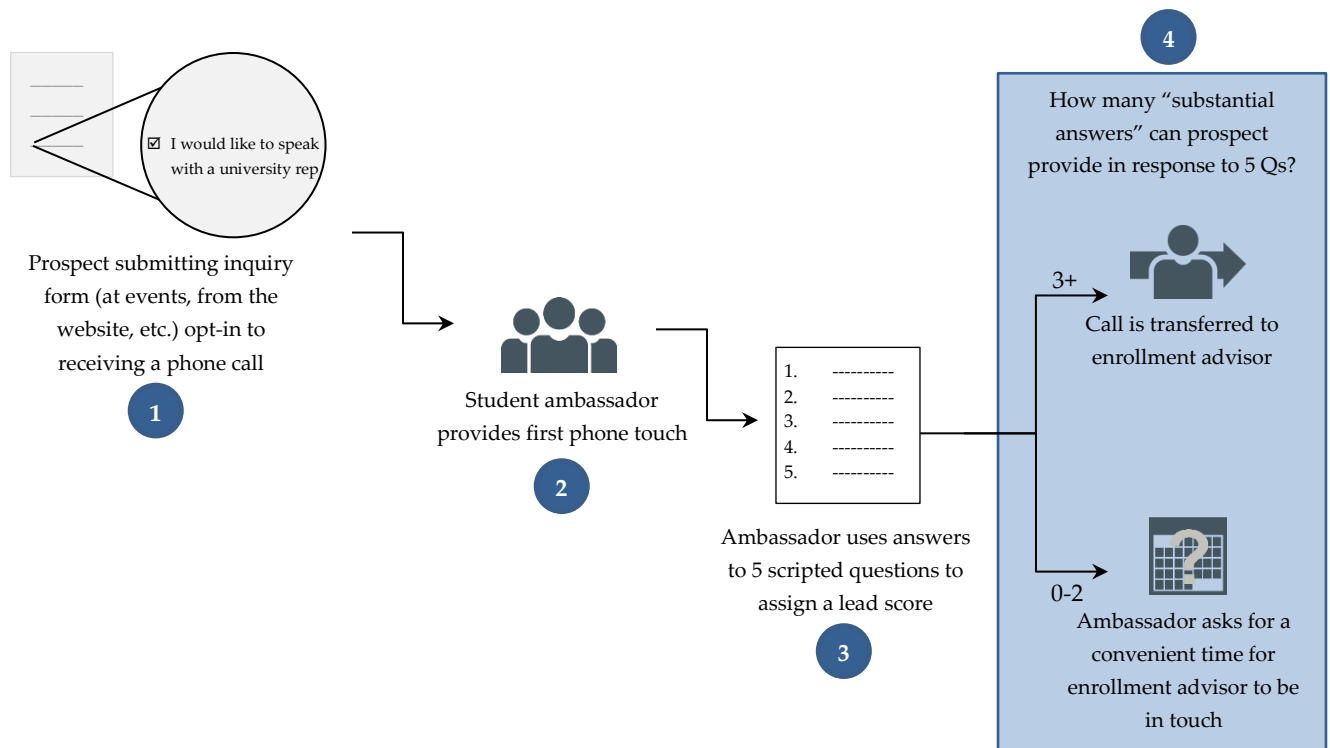 ☑ I would like to speak
with a university rep
Prospect submitting inquiry
form (at events, from the
website, etc.) opt-in to
receiving a phone call
1
Student ambassador
provides first phone touch
2
1. ----------
2. ----------
3. ----------
4. ----------
5. ----------
Ambassador uses answers
to 5 scripted questions to
assign a lead score
3
4
How many “substantial
answers” can prospect
provide in response to 5 Qs?
3+
Call is transferred to
enrollment advisor
?
0-2
Ambassador asks for a
convenient time for
enrollment advisor to be
in touch